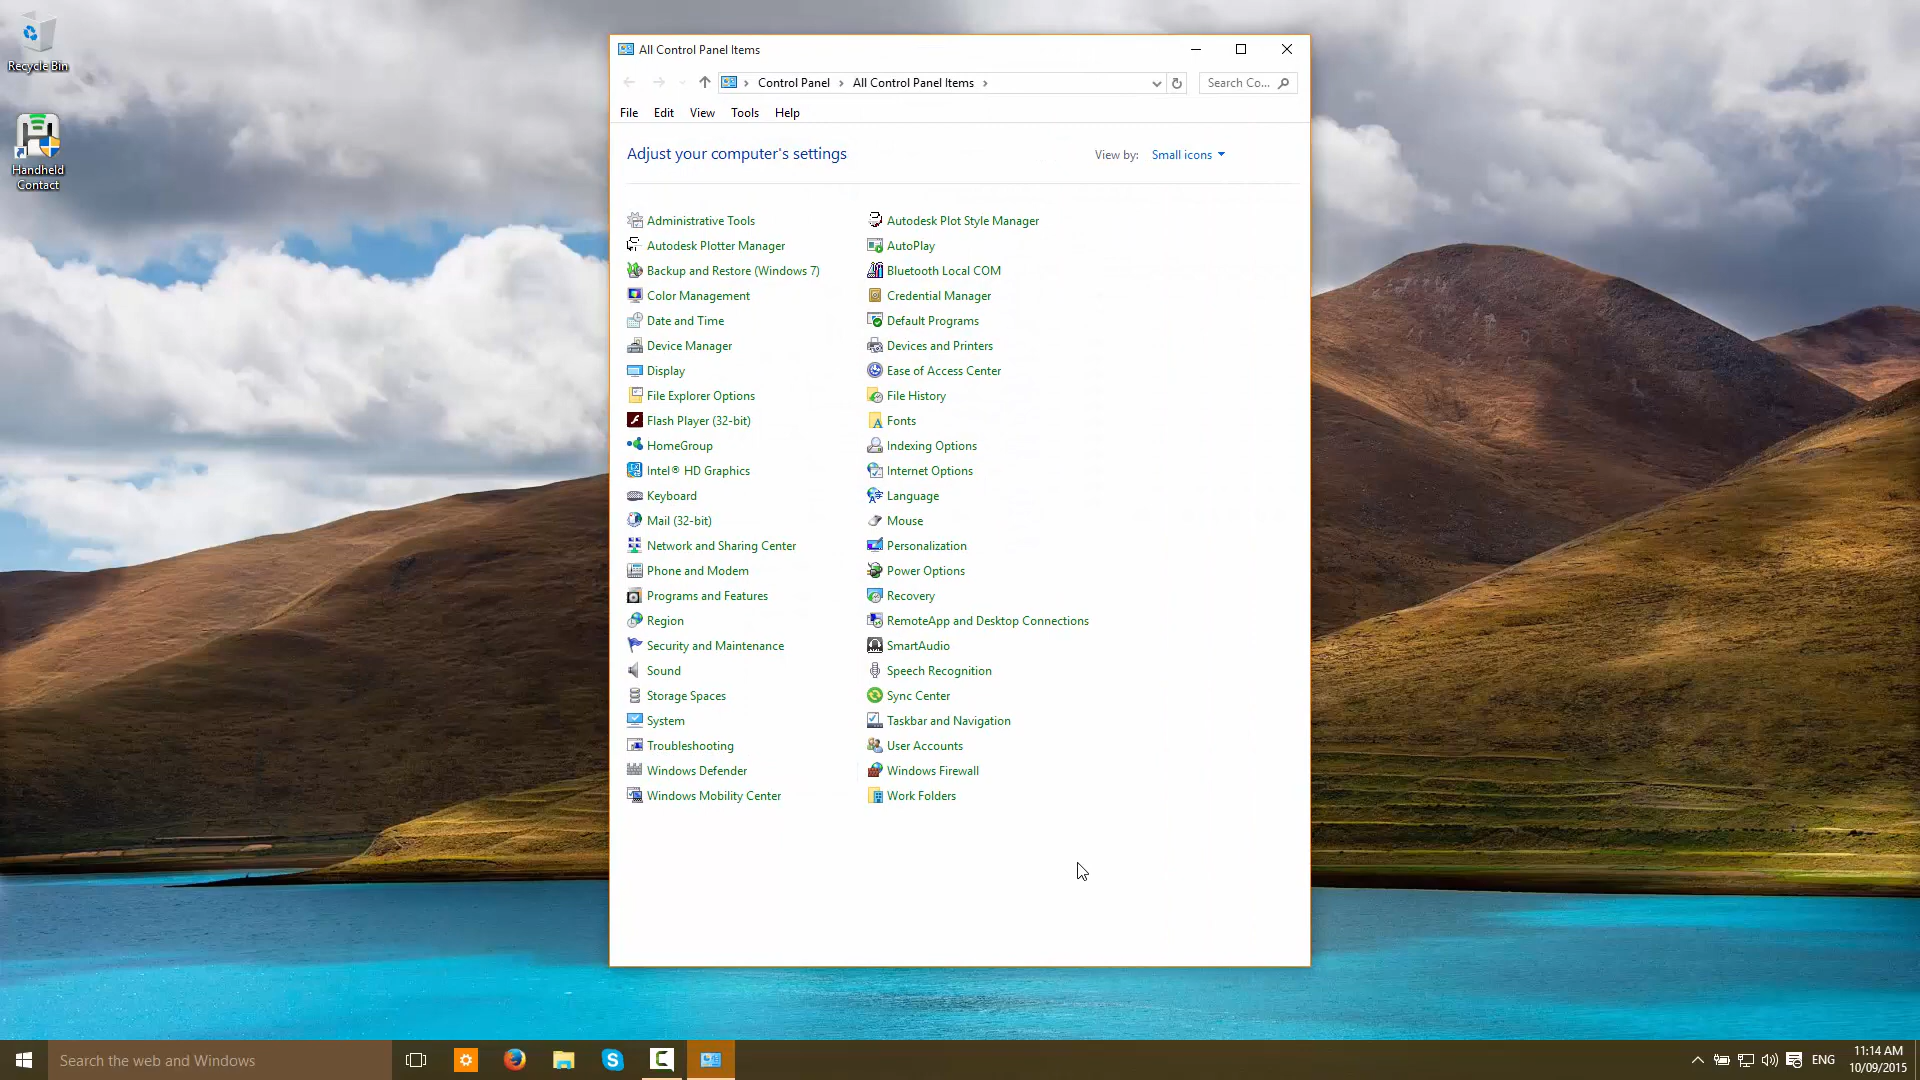 Recycle Bin
Handheld
Contact
All Control Panel Items
Control Panel
All Control Panel Items
Search Co...
File Edit View Tools Help
Adjust your computer's settings
View by: Small icons
Administrative Tools
Autodesk Plotter Manager
Backup and Restore (Windows 7)
Color Management
Date and Time
Device Manager
Display
File Explorer Options
Flash Player (32-bit)
HomeGroup
Intel® HD Graphics
Keyboard
Mail (32-bit)
Network and Sharing Center
Phone and Modem
Programs and Features
Region
Security and Maintenance
Sound
Storage Spaces
System
Troubleshooting
Windows Defender
Windows Mobility Center
Autodesk Plot Style Manager
AutoPlay
Bluetooth Local COM
Credential Manager
Default Programs
Devices and Printers
Ease of Access Center
File History
Fonts
Indexing Options
Internet Options
Language
Mouse
Personalization
Power Options
Recovery
RemoteApp and Desktop Connections
SmartAudio
Speech Recognition
Sync Center
Taskbar and Navigation
User Accounts
Windows Firewall
Work Folders
Search the web and Windows
ENG
11:14 AM
10/09/2015